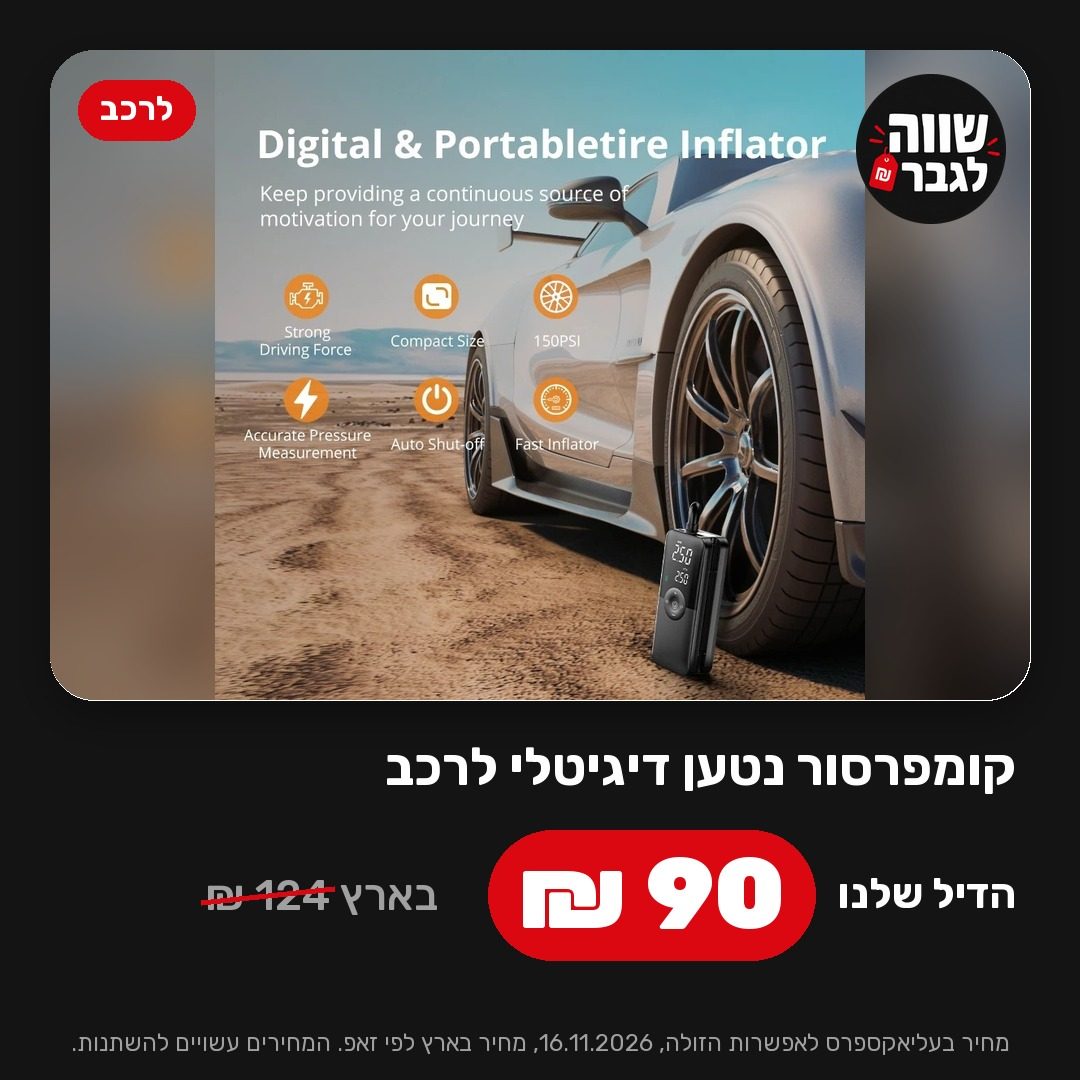 לרכב
שווה
לגבר
₪
Digital & Portabletire Inflator
Keep providing a continuous source of
motivation for your journey
Strong
Driving Force
Compact Size
150PSI
Accurate Pressure
Measurement
Auto Shut-off
Fast Inflator
250
250
קומפרסור נטען דיגיטלי לרכב
הדיל שלנו
90 ₪
בארץ 124 ₪
מחיר בעליאקספרס לאפשרות הזולה, 16.11.2026, מחיר בארץ לפי זאפ. המחירים עשויים להשתנות.